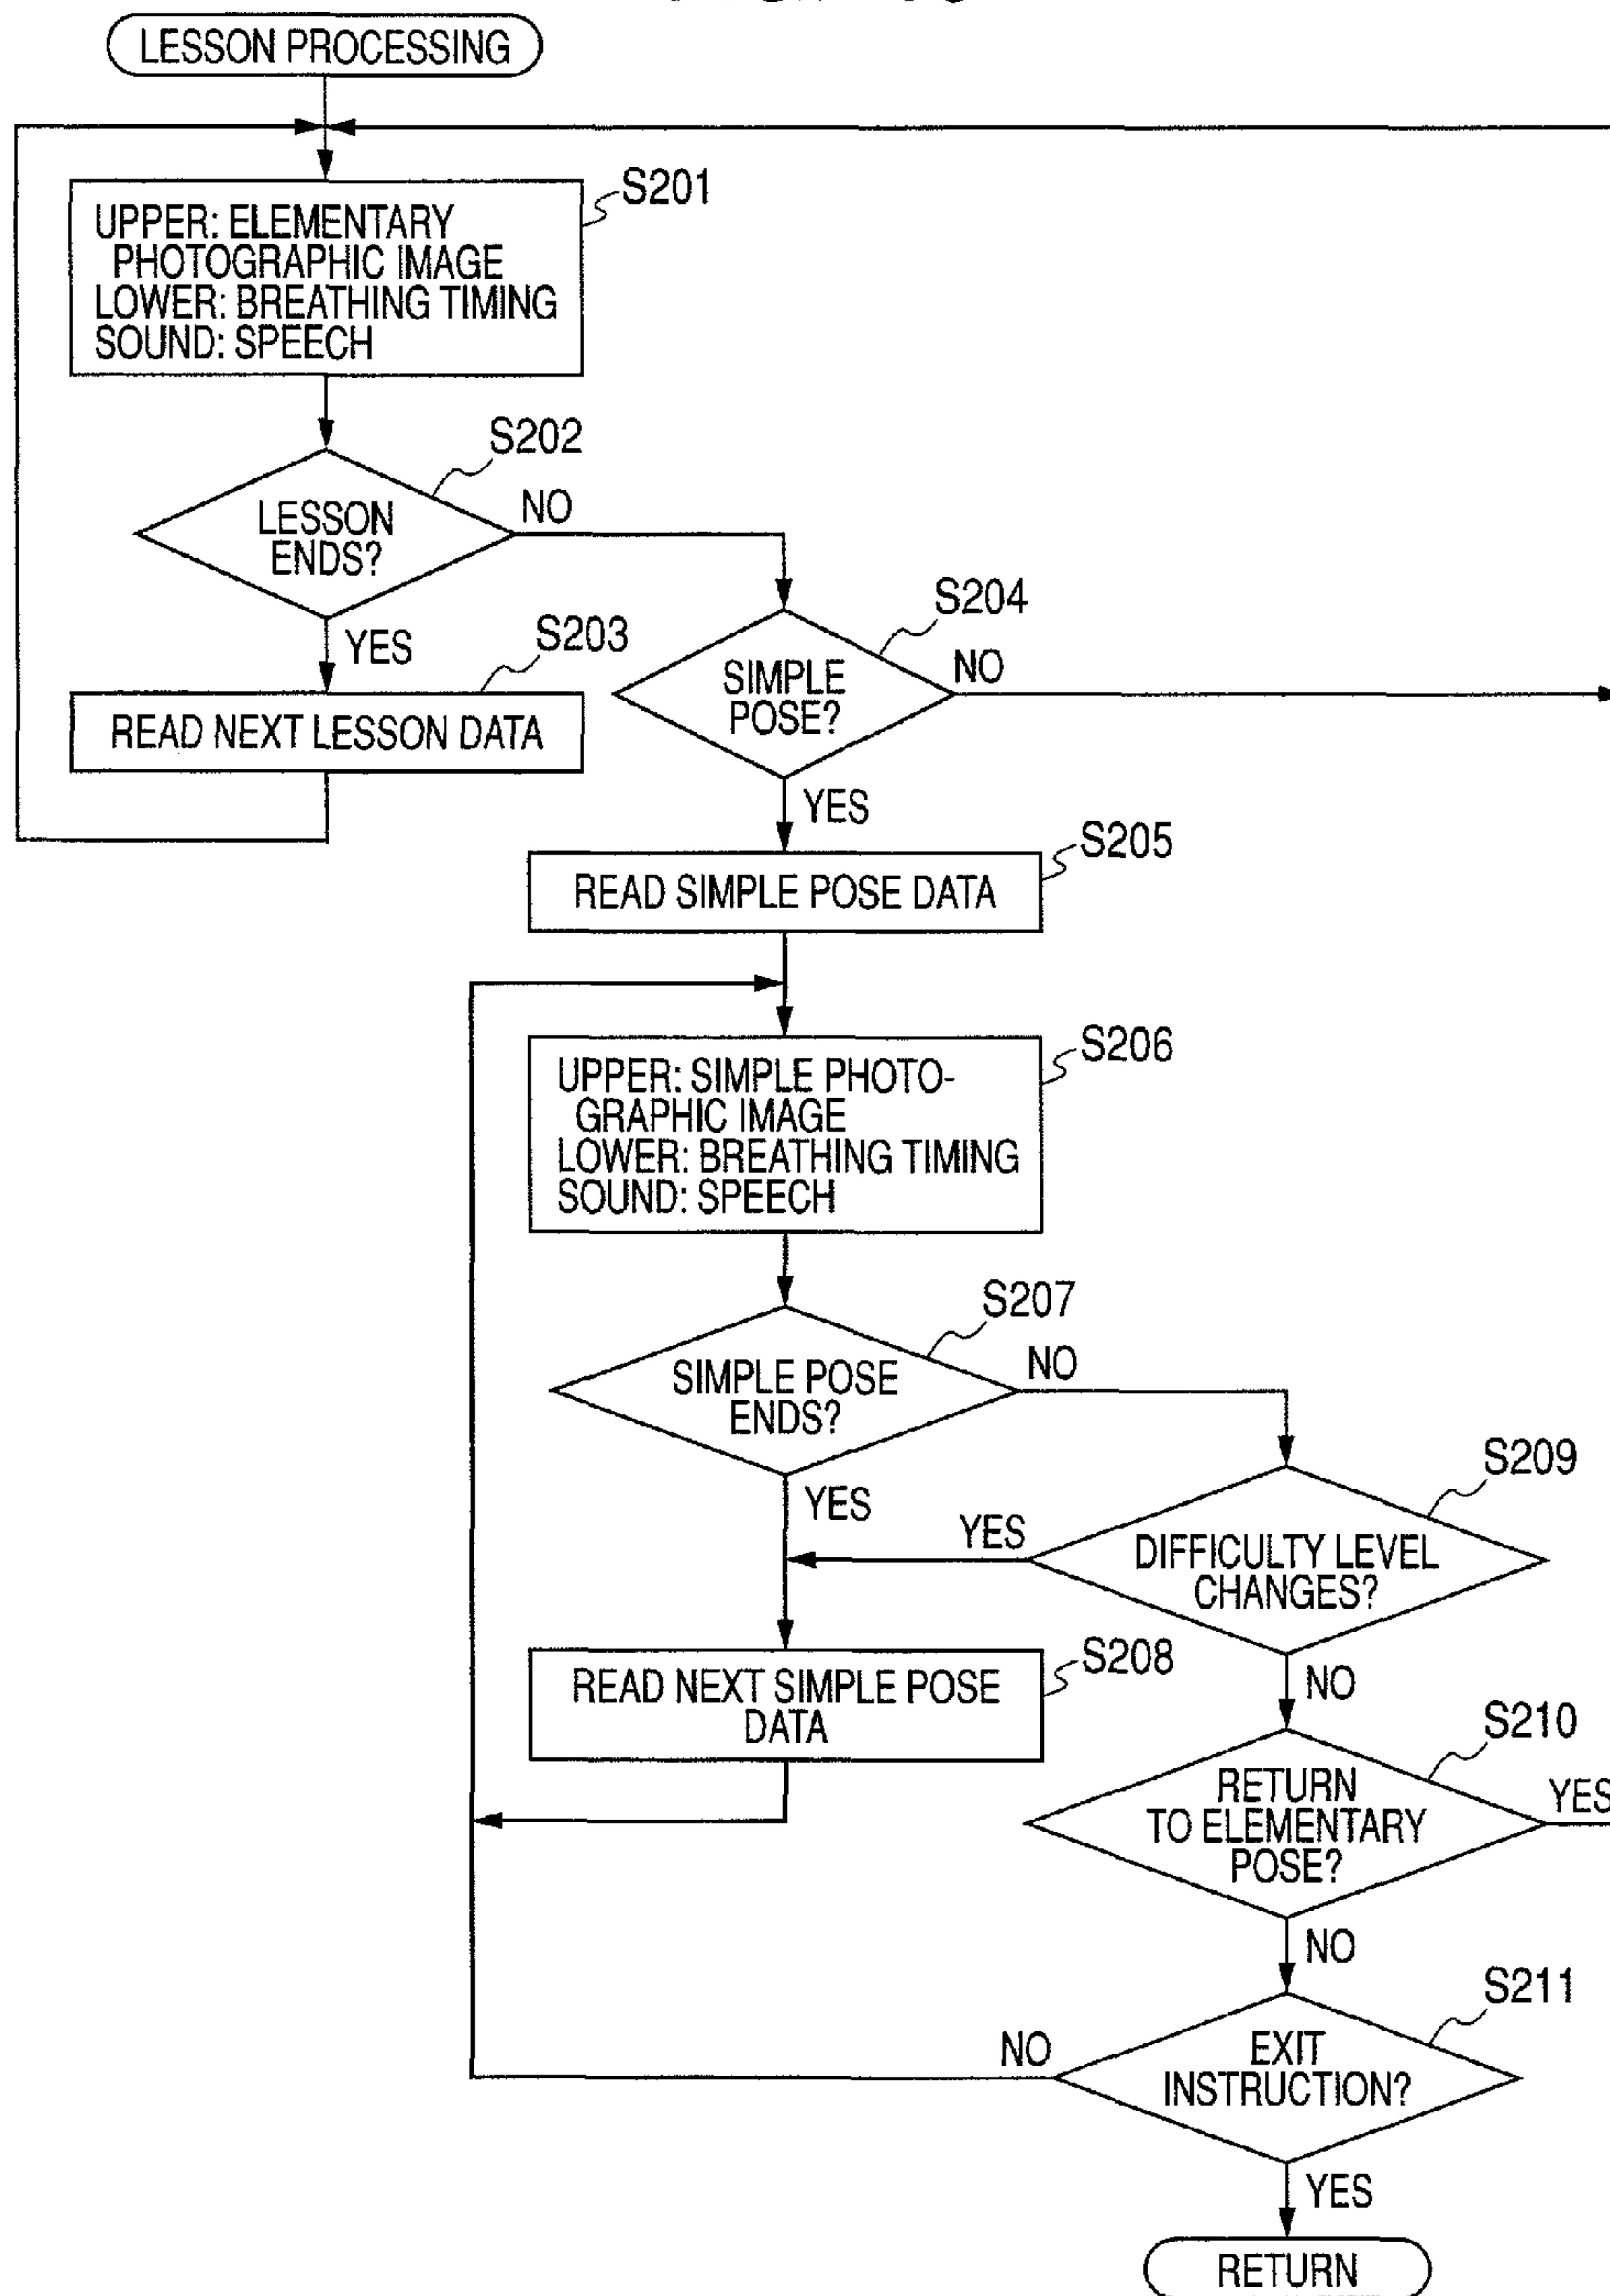 LESSON PROCESSING
S201
UPPER: ELEMENTARY
PHOTOGRAPHIC IMAGE
LOWER: BREATHING TIMING
SOUND: SPEECH
S202
LESSON
ENDS?
NO
YES
S203
READ NEXT LESSON DATA
S204
SIMPLE
POSE?
NO
YES
S205
READ SIMPLE POSE DATA
S206
UPPER: SIMPLE PHOTO-
GRAPHIC IMAGE
LOWER: BREATHING TIMING
SOUND: SPEECH
S207
SIMPLE POSE
ENDS?
NO
YES
S209
DIFFICULTY LEVEL
CHANGES?
YES
NO
S208
READ NEXT SIMPLE POSE
DATA
S210
RETURN
TO ELEMENTARY
POSE?
YES
NO
S211
EXIT
INSTRUCTION?
NO
YES
RETURN